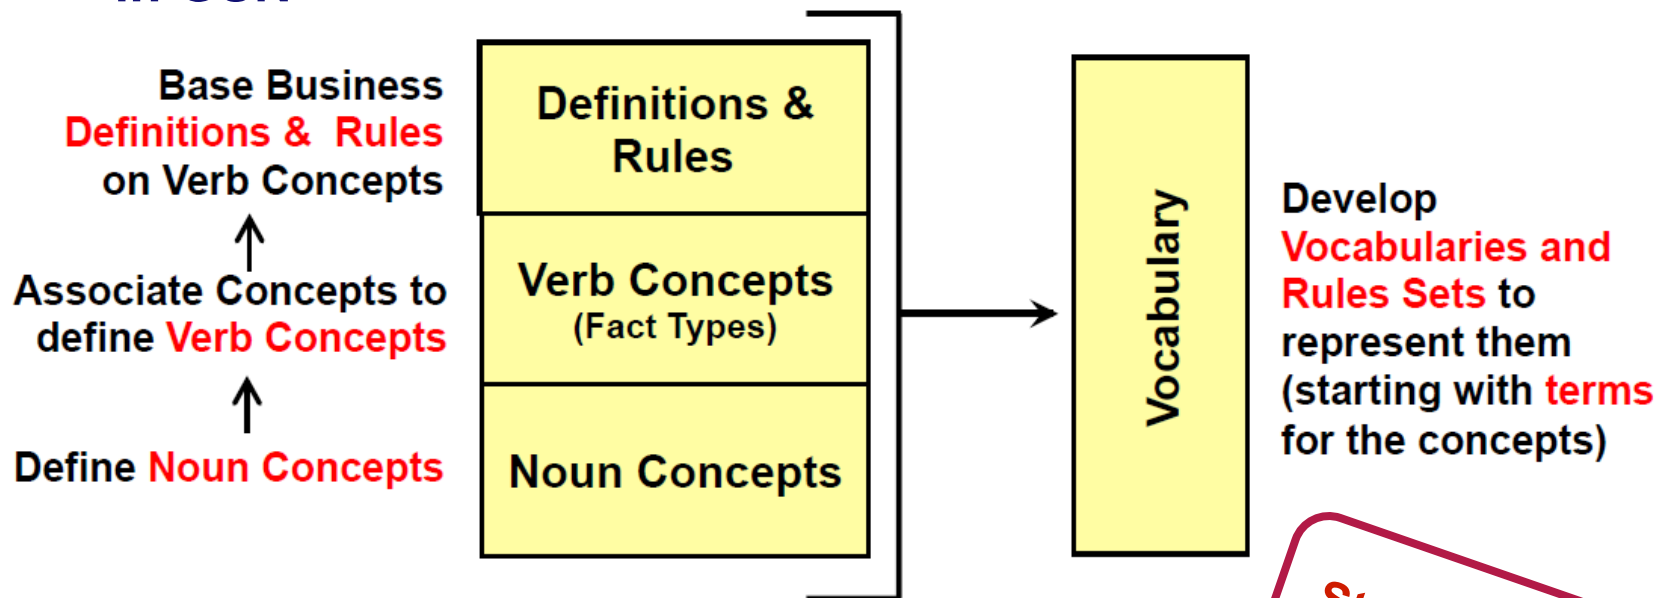 Base Business
Definitions & Rules
on Verb Concepts
Associate Concepts to
define Verb Concepts
Define Noun Concepts
Definitions &
Rules
Verb Concepts
(Fact Types)
Noun Concepts
Vocabulary
Develop
Vocabularies and
Rules Sets to
represent them
(starting with terms
for the concepts)